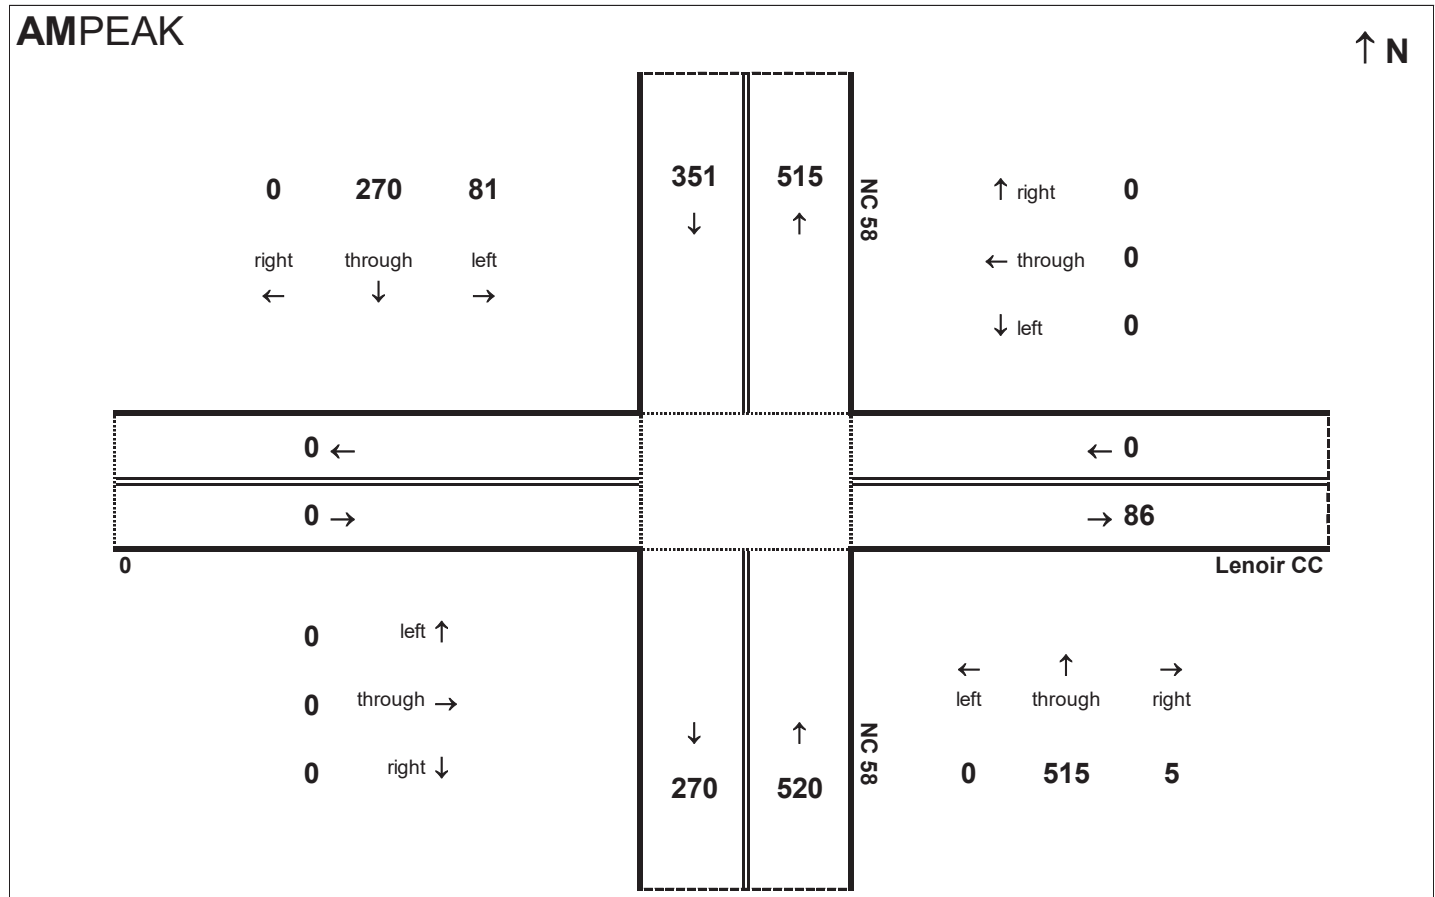 AMPEAK
↑ N
0 270 81
right through left
← ↓ →
351 515
↓ ↑
NC 58
↑ right 0
← through 0
↓ left 0
0 ←
← 0
0 →
→ 86
0
Lenoir CC
0 left ↑
0 through →
0 right ↓
↓ ↑
270 520
NC 58
← ↑ →
left through right
0 515 5